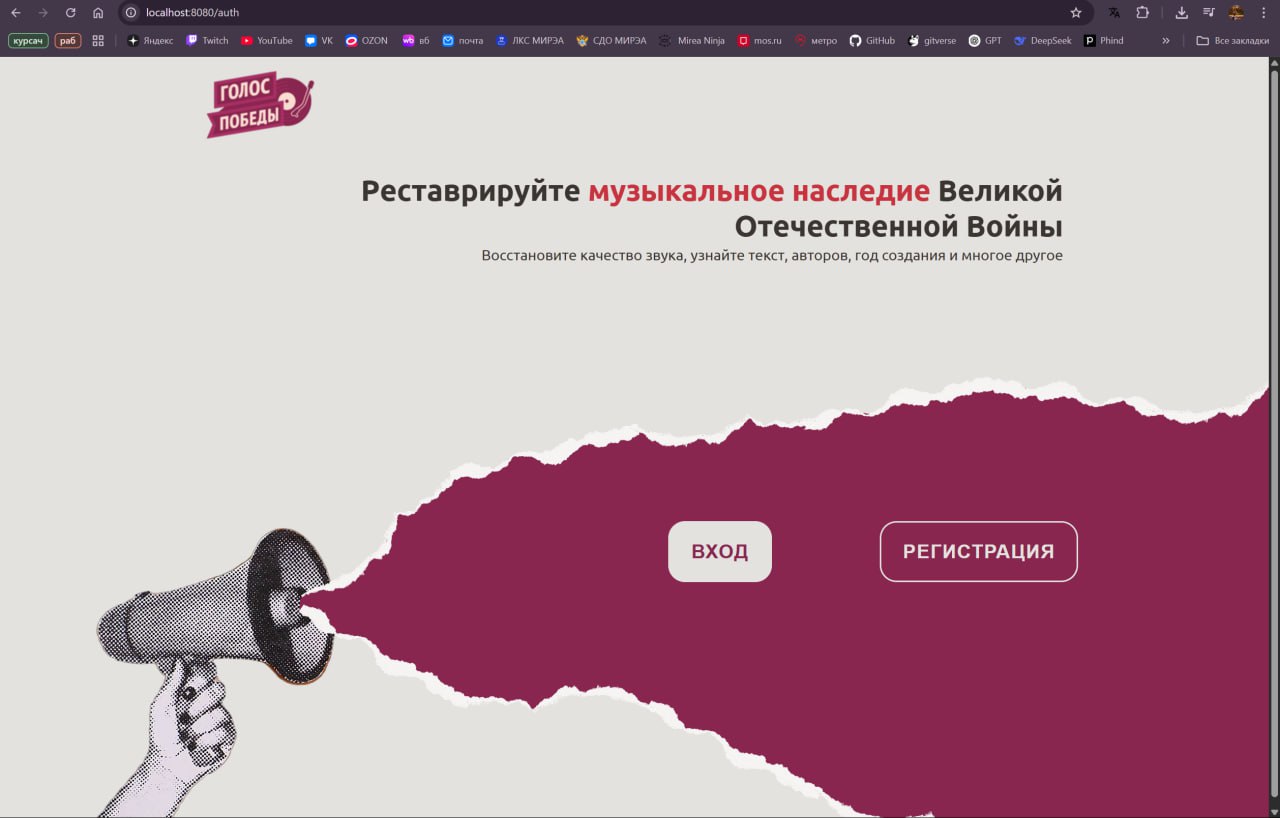 localhost:8080/auth
курсач раб Яндекс Twitch YouTube VK OZON вб почта ЛКС МИРЭА СДО МИРЭА Mirea Ninja mos.ru метро GitHub gitverse GPT DeepSeek Phind » Все закладки
ГОЛОС
ПОБЕДЫ
Реставрируйте музыкальное наследие Великой
Отечественной Войны
Восстановите качество звука, узнайте текст, авторов, год создания и многое другое
ВХОД РЕГИСТРАЦИЯ